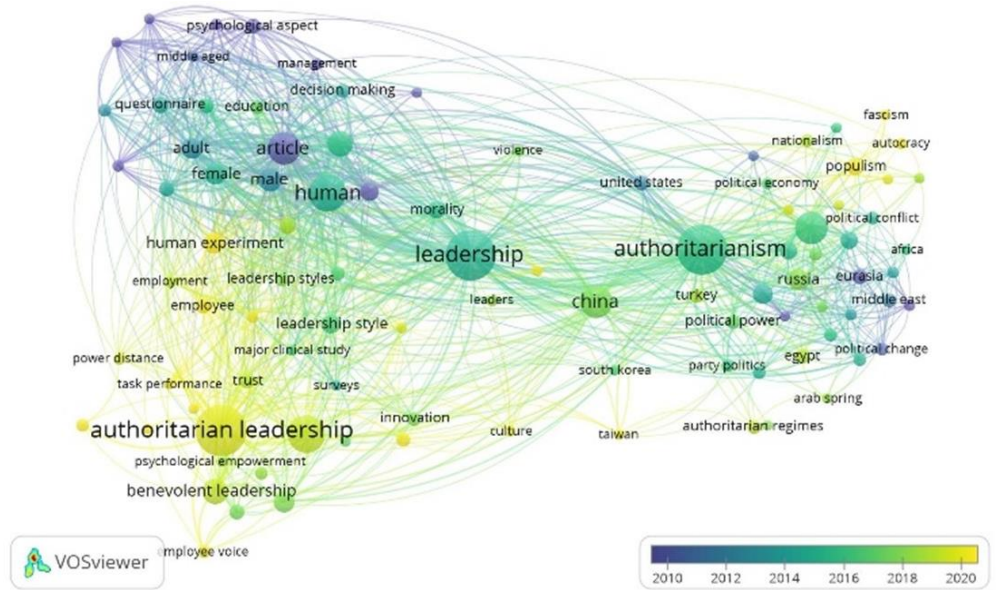 psychological aspect
middle aged
management
decision making
questionnaire
education
fascism
nationalism
autocracy
adult
article
violence
populism
female
male
human
united states
political economy
morality
political conflict
human experiment
leadership
authoritarianism
africa
employment
leadership styles
russia
eurasia
employee
leaders
china
turkey
middle east
leadership style
political power
major clinical study
political change
power distance
egypt
party politics
south korea
task performance
trust
surveys
arab spring
authoritarian leadership
innovation
culture
taiwan
authoritarian regimes
psychological empowerment
benevolent leadership
mployee voice
VOSviewer
2010 2012 2014 2016 2018 2020